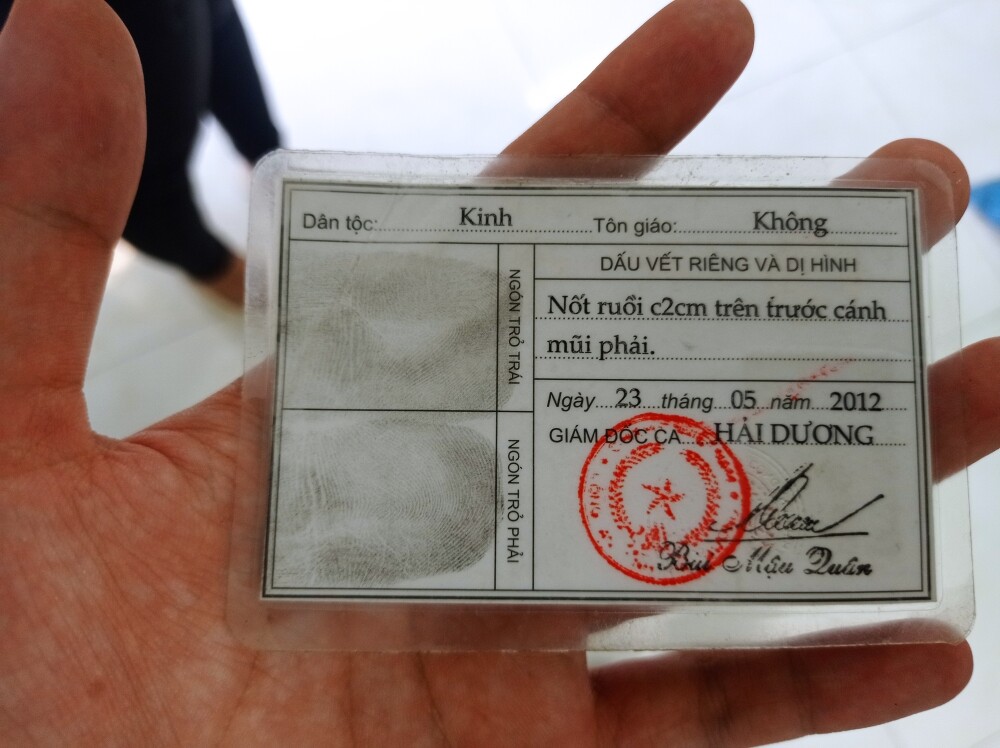 Dân tộc: Kinh Tôn giáo: Không
NGÓN TRỎ TRÁI
DẤU VẾT RIÊNG VÀ DỊ HÌNH
Nốt ruồi c2cm trên trước cánh
mũi phải.
NGÓN TRỎ PHẢI
Ngày 23 tháng 05 năm 2012
GIÁM ĐỐC CA HẢI DƯƠNG
Bùi Mậu Quân